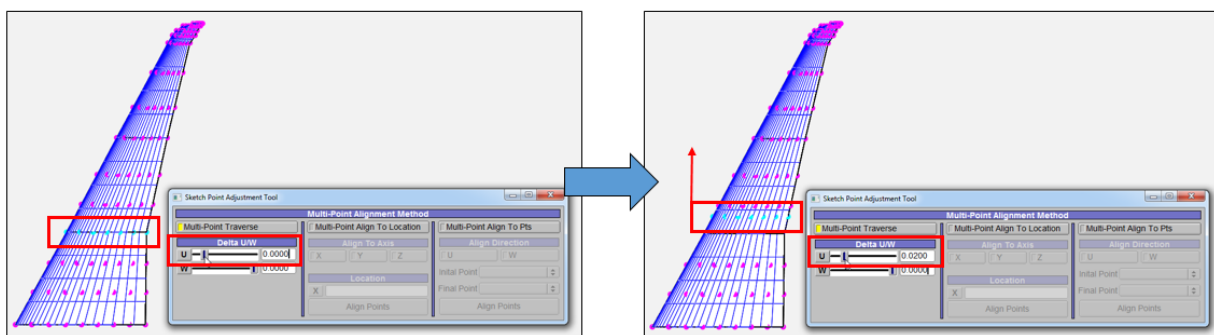 Sketch Point Adjustment Tool
Multi-Point Alignment Method
Multi-Point Traverse
Multi-Point Align To Location
Multi-Point Align To Pts
Delta U/W
Align To Axis
Align Direction
U
0.0000
X
Y
Z
U
W
W
0.0000
Location
Inital Point
X
Final Point
Align Points
Align Points
Sketch Point Adjustment Tool
Multi-Point Alignment Method
Multi-Point Traverse
Multi-Point Align To Location
Multi-Point Align To Pts
Delta U/W
Align To Axis
Align Direction
U
0.0200
X
Y
Z
U
W
W
0.0000
Location
Inital Point
X
Final Point
Align Points
Align Points